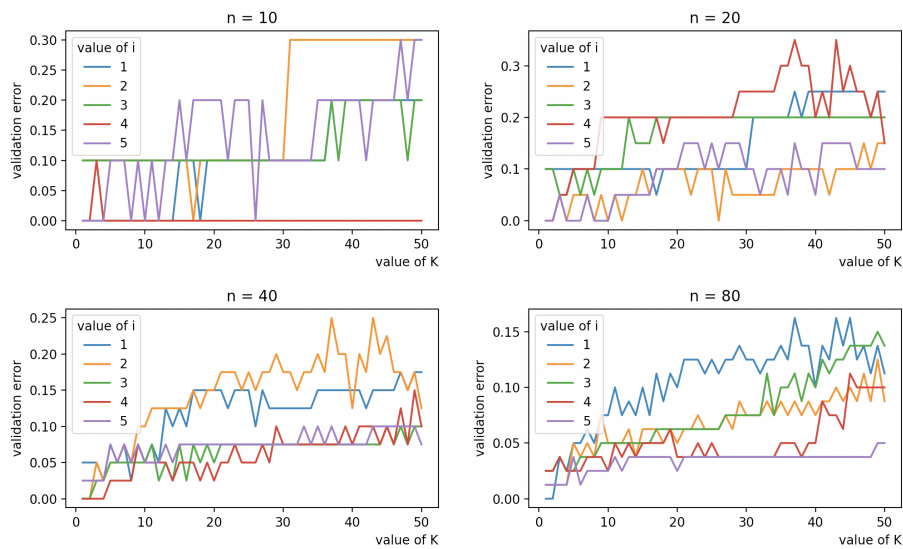 n = 10
validation error
0.30
0.25
0.20
0.15
0.10
0.05
0.00
value of i
1
2
3
4
5
0 10 20 30 40 50
value of K
n = 20
validation error
0.3
0.2
0.1
0.0
value of i
1
2
3
4
5
0 10 20 30 40 50
value of K
n = 40
validation error
0.25
0.20
0.15
0.10
0.05
0.00
value of i
1
2
3
4
5
0 10 20 30 40 50
value of K
n = 80
validation error
0.15
0.10
0.05
0.00
value of i
1
2
3
4
5
0 10 20 30 40 50
value of K